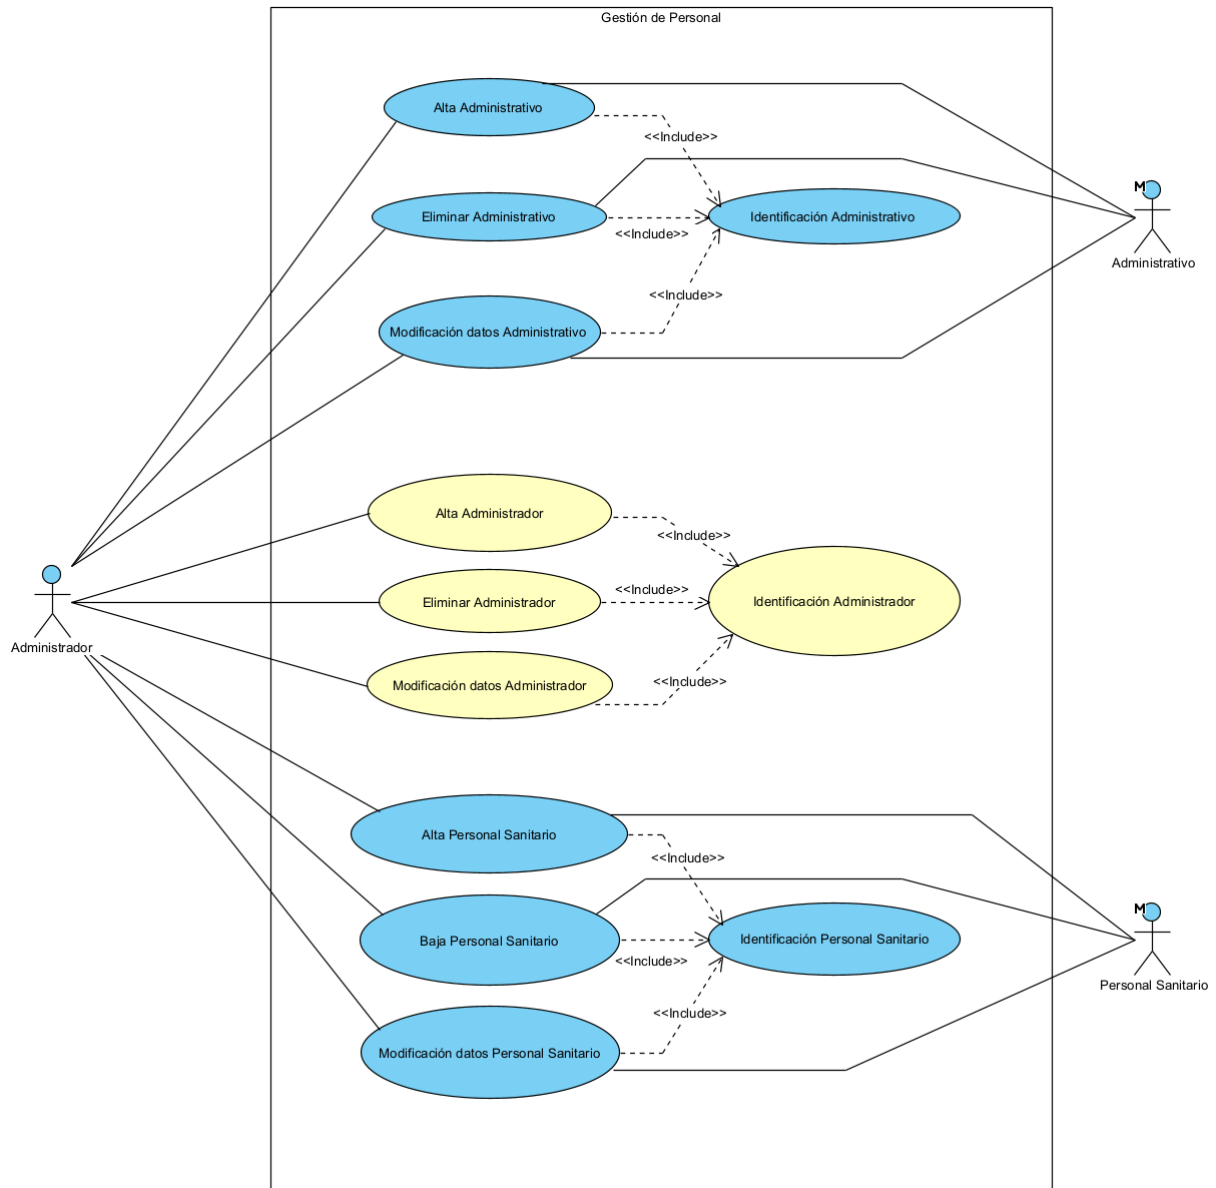 Gestión de Personal
Alta Administrativo
<<Include>>
Eliminar Administrativo
<<Include>>
Identificación Administrativo
M
Administrativo
<<Include>>
Modificación datos Administrativo
Alta Administrador
<<Include>>
Eliminar Administrador
<<Include>>
Identificación Administrador
Administrador
Modificación datos Administrador
<<Include>>
Alta Personal Sanitario
<<Include>>
Baja Personal Sanitario
<<Include>>
Identificación Personal Sanitario
M
Personal Sanitario
<<Include>>
Modificación datos Personal Sanitario